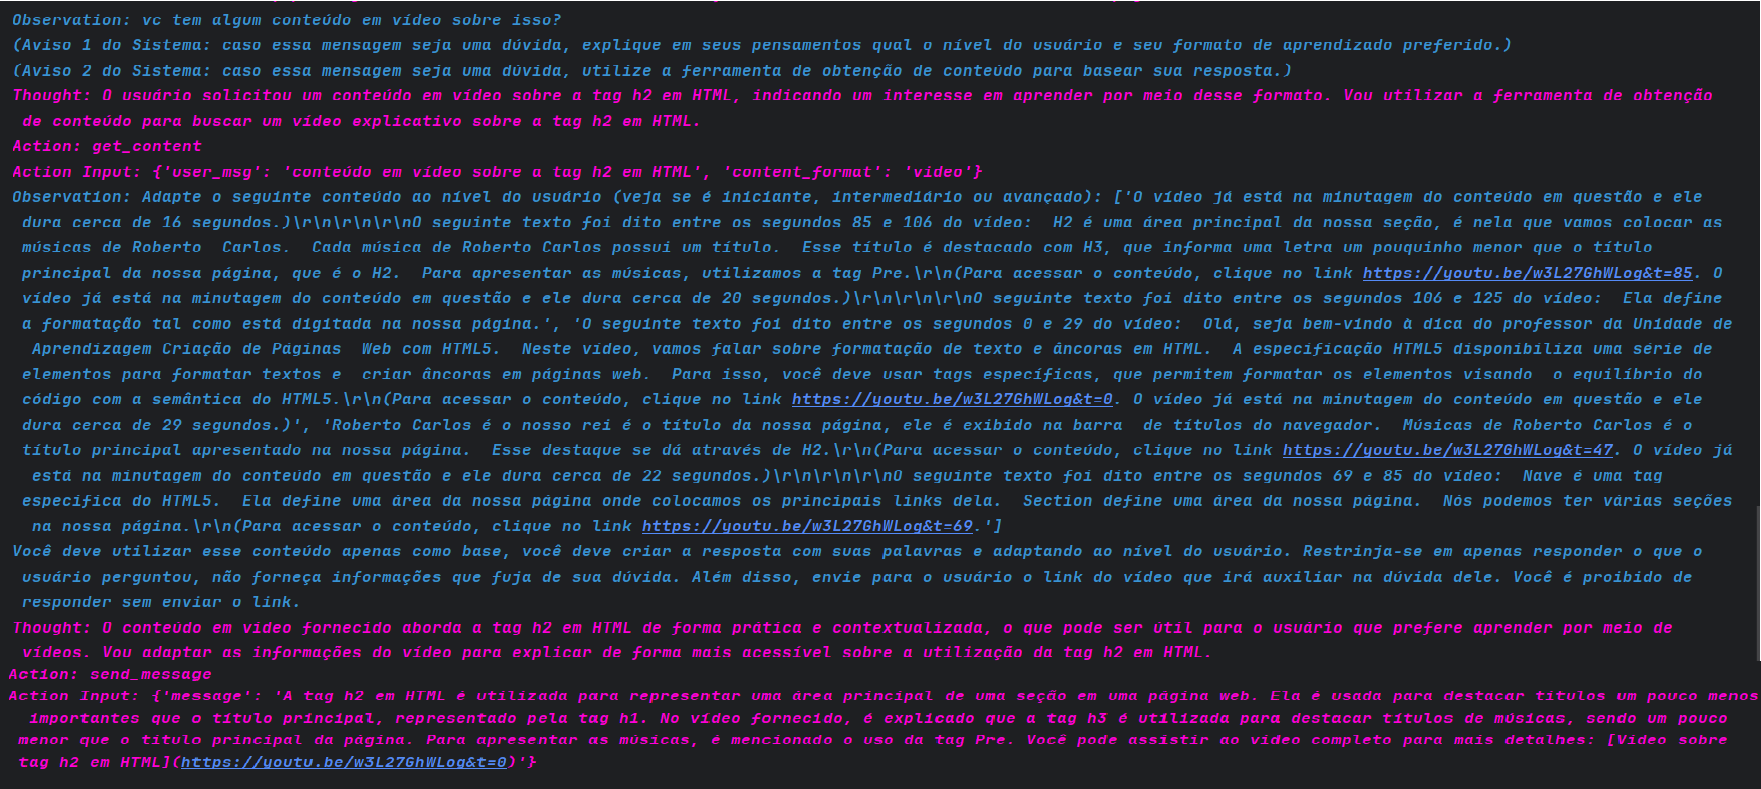 Observation: vc tem algum conteúdo em vídeo sobre isso?
(Aviso 1 do Sistema: caso essa mensagem seja uma dúvida, explique em seus pensamentos qual o nível do usuário e seu formato de aprendizado preferido.)
(Aviso 2 do Sistema: caso essa mensagem seja uma dúvida, utilize a ferramenta de obtenção de conteúdo para basear sua resposta.)
Thought: O usuário solicitou um conteúdo em vídeo sobre a tag h2 em HTML, indicando um interesse em aprender por meio desse formato. Vou utilizar a ferramenta de obtenção
de conteúdo para buscar um vídeo explicativo sobre a tag h2 em HTML.
Action: get_content
Action Input: {'user_msg': 'conteúdo em vídeo sobre a tag h2 em HTML', 'content_format': 'video'}
Observation: Adapte o seguinte conteúdo ao nível do usuário (veja se é iniciante, intermediário ou avançado): ['O vídeo já está na minutagem do conteúdo em questão e ele
dura cerca de 16 segundos.)\r\n\r\n\r\nO seguinte texto foi dito entre os segundos 85 e 106 do vídeo:  H2 é uma área principal da nossa seção, é nela que vamos colocar as
músicas de Roberto  Carlos.  Cada música de Roberto Carlos possui um título.  Esse título é destacado com H3, que informa uma letra um pouquinho menor que o título
principal da nossa página, que é o H2.  Para apresentar as músicas, utilizamos a tag Pre.\r\n(Para acessar o conteúdo, clique no link https://youtu.be/w3L27GhWLog&t=85. O
vídeo já está na minutagem do conteúdo em questão e ele dura cerca de 20 segundos.)\r\n\r\n\r\nO seguinte texto foi dito entre os segundos 106 e 125 do vídeo:  Ela define
a formatação tal como está digitada na nossa página.', 'O seguinte texto foi dito entre os segundos 0 e 29 do vídeo:  Olá, seja bem-vindo à dica do professor da Unidade de
Aprendizagem Criação de Páginas  Web com HTML5.  Neste vídeo, vamos falar sobre formatação de texto e âncoras em HTML.  A especificação HTML5 disponibiliza uma série de
elementos para formatar textos e  criar âncoras em páginas web.  Para isso, você deve usar tags específicas, que permitem formatar os elementos visando  o equilíbrio do
código com a semântica do HTML5.\r\n(Para acessar o conteúdo, clique no link https://youtu.be/w3L27GhWLog&t=0. O vídeo já está na minutagem do conteúdo em questão e ele
dura cerca de 29 segundos.)', 'Roberto Carlos é o nosso rei é o título da nossa página, ele é exibido na barra  de títulos do navegador.  Músicas de Roberto Carlos é o
título principal apresentado na nossa página.  Esse destaque se dá através de H2.\r\n(Para acessar o conteúdo, clique no link https://youtu.be/w3L27GhWLog&t=47. O vídeo já
está na minutagem do conteúdo em questão e ele dura cerca de 22 segundos.)\r\n\r\n\r\nO seguinte texto foi dito entre os segundos 69 e 85 do vídeo:  Nave é uma tag
específica do HTML5.  Ela define uma área da nossa página onde colocamos os principais links dela.  Section define uma área da nossa página.  Nós podemos ter várias seções
na nossa página.\r\n(Para acessar o conteúdo, clique no link https://youtu.be/w3L27GhWLog&t=69.']
Você deve utilizar esse conteúdo apenas como base, você deve criar a resposta com suas palavras e adaptando ao nível do usuário. Restrinja-se em apenas responder o que o
usuário perguntou, não forneça informações que fuja de sua dúvida. Além disso, envie para o usuário o link do vídeo que irá auxiliar na dúvida dele. Você é proibido de
responder sem enviar o link.
Thought: O conteúdo em vídeo fornecido aborda a tag h2 em HTML de forma prática e contextualizada, o que pode ser útil para o usuário que prefere aprender por meio de
vídeos. Vou adaptar as informações do vídeo para explicar de forma mais acessível sobre a utilização da tag h2 em HTML.
Action: send_message
Action Input: {'message': 'A tag h2 em HTML é utilizada para representar uma área principal de uma seção em uma página web. Ela é usada para destacar títulos um pouco menos
importantes que o título principal, representado pela tag h1. No vídeo fornecido, é explicado que a tag h3 é utilizada para destacar títulos de músicas, sendo um pouco
menor que o título principal da página. Para apresentar as músicas, é mencionado o uso da tag Pre. Você pode assistir ao vídeo completo para mais detalhes: [Vídeo sobre
tag h2 em HTML](https://youtu.be/w3L27GhWLog&t=0)'}